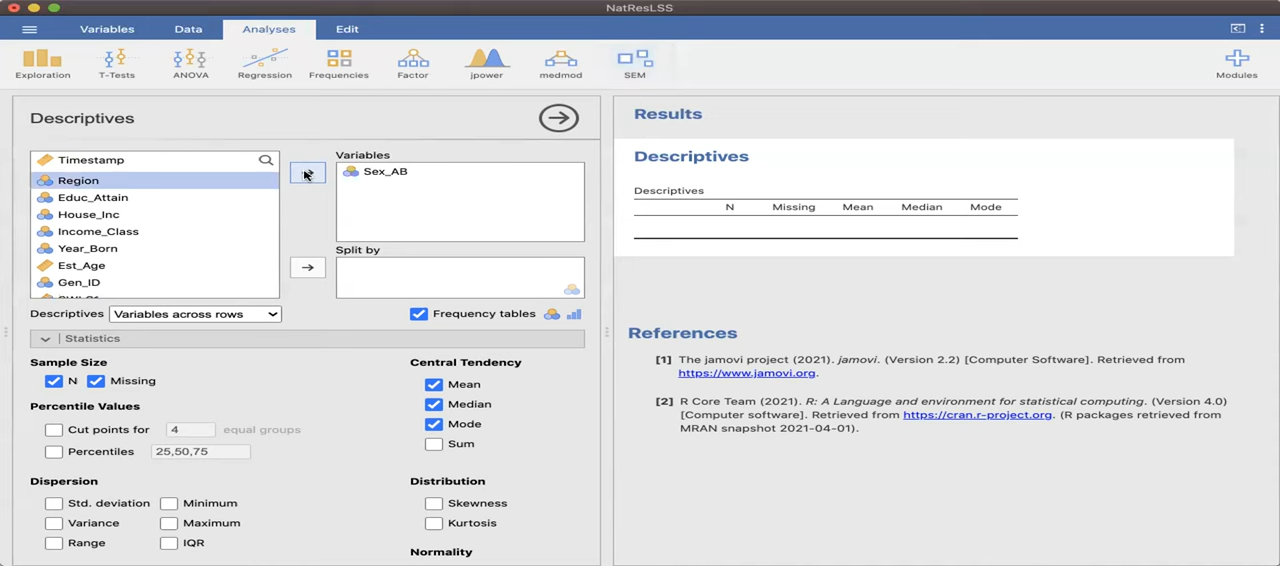 NatResLSS
Variables Data Analyses Edit
Exploration T-Tests ANOVA Regression Frequencies Factor jpower medmod SEM Modules
Descriptives
Timestamp
Region
Educ_Attain
House_Inc
Income_Class
Year_Born
Est_Age
Gen_ID
Variables
Sex_AB
Split by
Descriptives Variables across rows Frequency tables
Statistics
Sample Size
N Missing
Percentile Values
Cut points for 4 equal groups
Percentiles 25,50,75
Dispersion
Std. deviation Minimum
Variance Maximum
Range IQR
Central Tendency
Mean
Median
Mode
Sum
Distribution
Skewness
Kurtosis
Normality
Results
Descriptives
Descriptives
N Missing Mean Median Mode
References
[1] The jamovi project (2021). jamovi. (Version 2.2) [Computer Software]. Retrieved from
https://www.jamovi.org.
[2] R Core Team (2021). R: A Language and environment for statistical computing. (Version 4.0)
[Computer software]. Retrieved from https://cran.r-project.org. (R packages retrieved from
MRAN snapshot 2021-04-01).